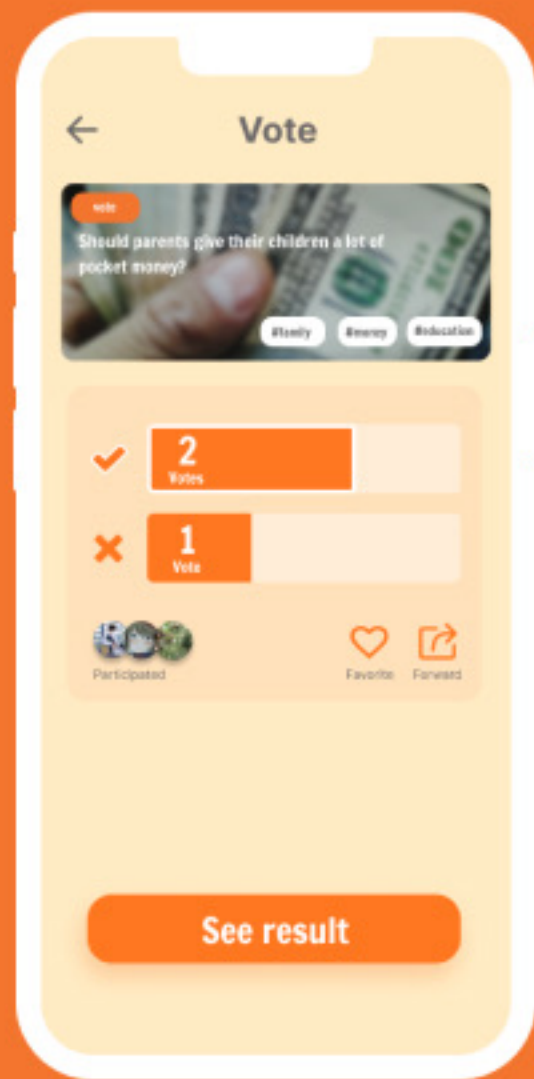 Vote
vote
Should parents give their children a lot of
pocket money?
#family #money #education
2
Votes
1
Vote
Participated
Favorite Forward
See result